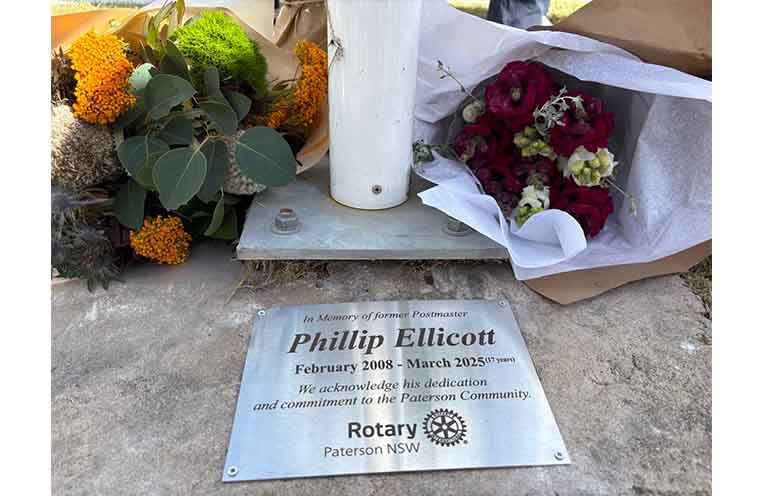 In Memory of former Postmaster
Phillip Ellicott
February 2008 - March 2025 (17 years)
We acknowledge his dedication
and commitment to the Paterson Community.
Rotary
Paterson NSW